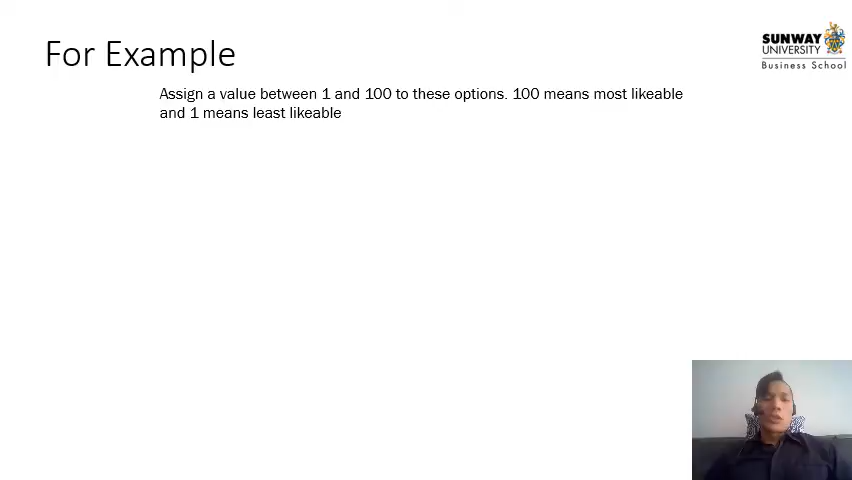 For Example
SUNWAY
UNIVERSITY
Business School
Assign a value between 1 and 100 to these options. 100 means most likeable
and 1 means least likeable